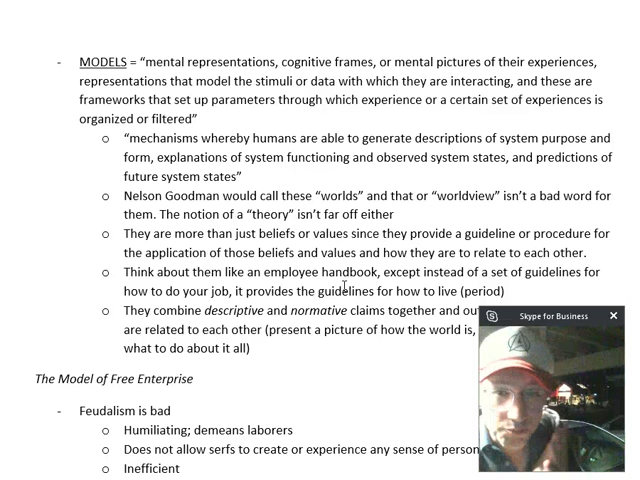 - MODELS = “mental representations, cognitive frames, or mental pictures of their experiences,
representations that model the stimuli or data with which they are interacting, and these are
frameworks that set up parameters through which experience or a certain set of experiences is
organized or filtered”
o “mechanisms whereby humans are able to generate descriptions of system purpose and
form, explanations of system functioning and observed system states, and predictions of
future system states”
o Nelson Goodman would call these “worlds” and that or “worldview” isn’t a bad word for
them. The notion of a “theory” isn’t far off either
o They are more than just beliefs or values since they provide a guideline or procedure for
the application of those beliefs and values and how they are to relate to each other.
o Think about them like an employee handbook, except instead of a set of guidelines for
how to do your job, it provides the guidelines for how to live (period)
o They combine descriptive and normative claims together and ou
are related to each other (present a picture of how the world is,
what to do about it all)
Skype for Business
The Model of Free Enterprise
- Feudalism is bad
o Humiliating; demeans laborers
o Does not allow serfs to create or experience any sense of person
o Inefficient